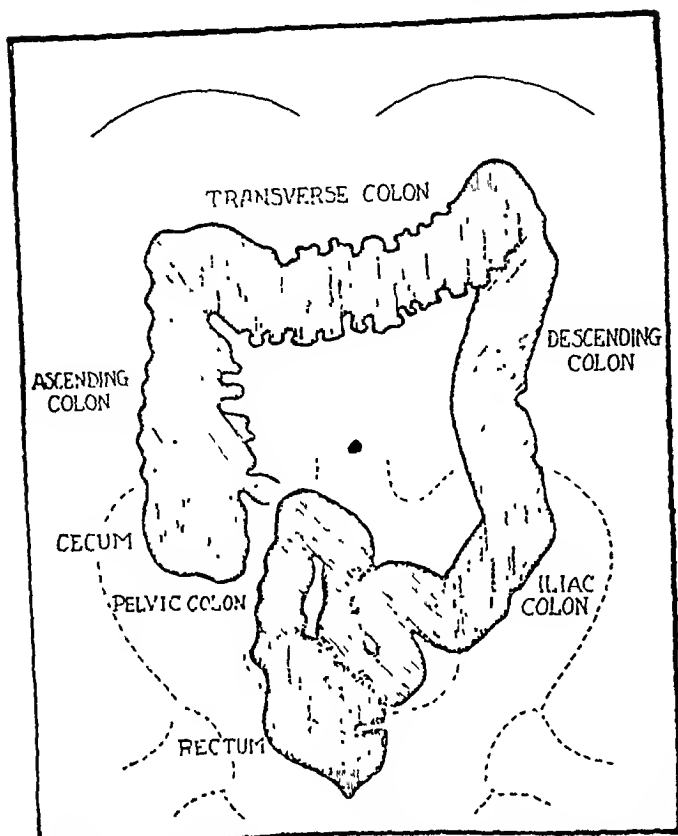 TRANSVERSE COLON
ASCENDING
COLON
DESCENDING
COLON
CECUM
PELVIC COLON
ILIAC
COLON
RECTUM